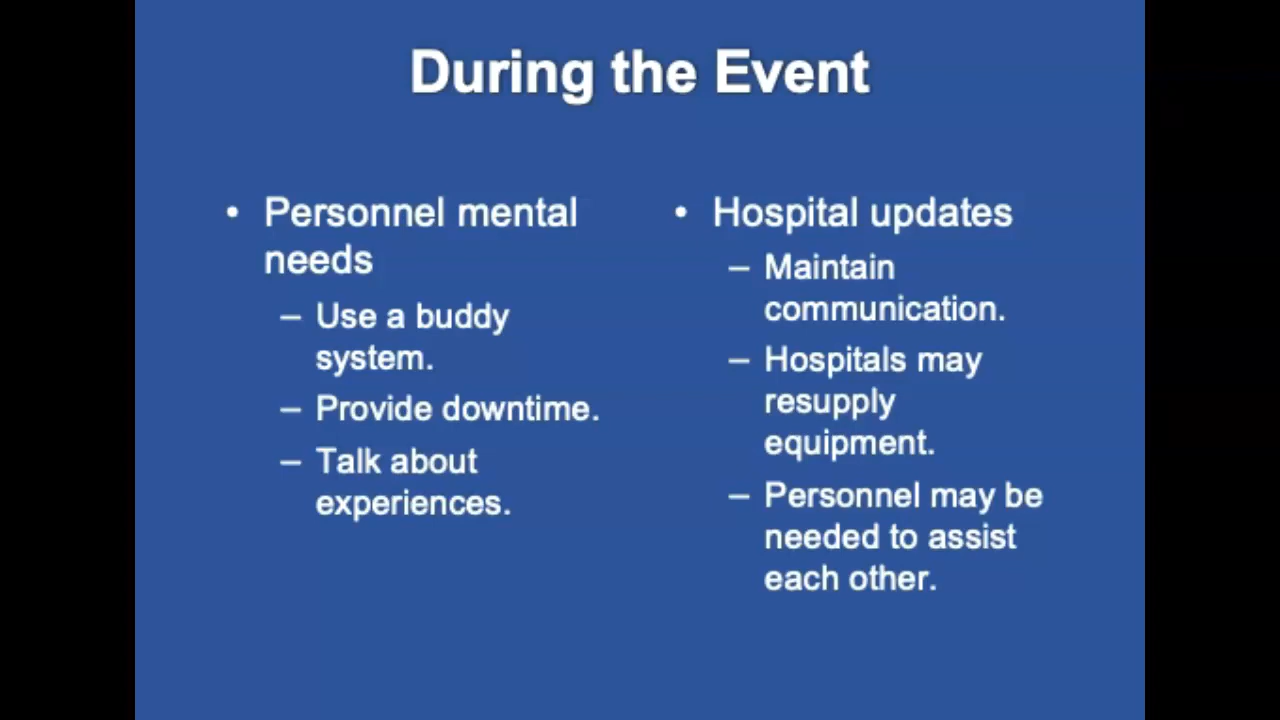 During the Event
• Personnel mental
needs
– Use a buddy
system.
– Provide downtime.
– Talk about
experiences.
• Hospital updates
– Maintain
communication.
– Hospitals may
resupply
equipment.
– Personnel may be
needed to assist
each other.